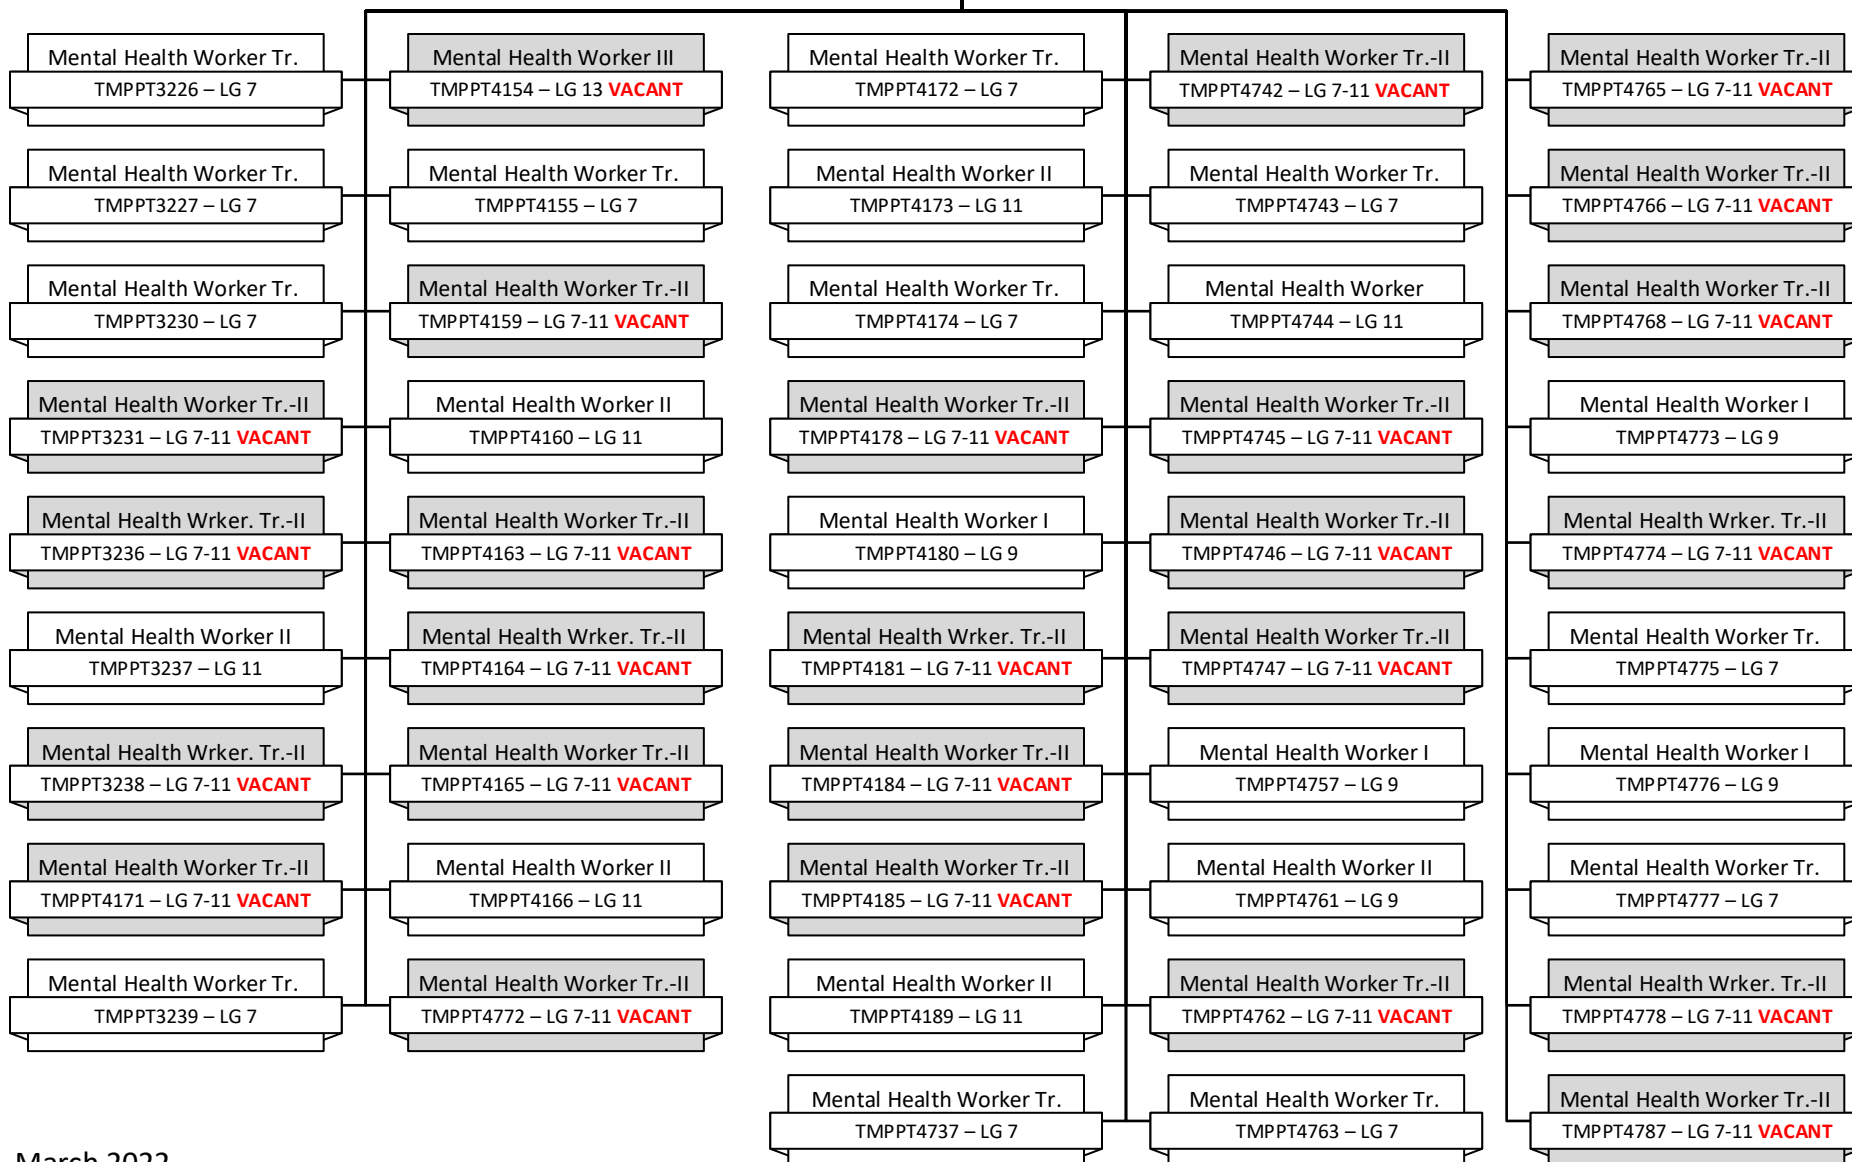 Mental Health Worker Tr.
TMPPT3226 – LG 7
Mental Health Worker Tr.
TMPPT3227 – LG 7
Mental Health Worker Tr.
TMPPT3230 – LG 7
Mental Health Worker Tr.-II
TMPPT3231 – LG 7-11 VACANT
Mental Health Wrker. Tr.-II
TMPPT3236 – LG 7-11 VACANT
Mental Health Worker II
TMPPT3237 – LG 11
Mental Health Wrker. Tr.-II
TMPPT3238 – LG 7-11 VACANT
Mental Health Worker Tr.-II
TMPPT4171 – LG 7-11 VACANT
Mental Health Worker Tr.
TMPPT3239 – LG 7
Mental Health Worker III
TMPPT4154 – LG 13 VACANT
Mental Health Worker Tr.
TMPPT4155 – LG 7
Mental Health Worker Tr.-II
TMPPT4159 – LG 7-11 VACANT
Mental Health Worker II
TMPPT4160 – LG 11
Mental Health Worker Tr.-II
TMPPT4163 – LG 7-11 VACANT
Mental Health Wrker. Tr.-II
TMPPT4164 – LG 7-11 VACANT
Mental Health Worker Tr.-II
TMPPT4165 – LG 7-11 VACANT
Mental Health Worker II
TMPPT4166 – LG 11
Mental Health Worker Tr.-II
TMPPT4772 – LG 7-11 VACANT
Mental Health Worker Tr.
TMPPT4172 – LG 7
Mental Health Worker II
TMPPT4173 – LG 11
Mental Health Worker Tr.
TMPPT4174 – LG 7
Mental Health Worker Tr.-II
TMPPT4178 – LG 7-11 VACANT
Mental Health Worker I
TMPPT4180 – LG 9
Mental Health Wrker. Tr.-II
TMPPT4181 – LG 7-11 VACANT
Mental Health Worker Tr.-II
TMPPT4184 – LG 7-11 VACANT
Mental Health Worker Tr.-II
TMPPT4185 – LG 7-11 VACANT
Mental Health Worker II
TMPPT4189 – LG 11
Mental Health Worker Tr.
TMPPT4737 – LG 7
Mental Health Worker Tr.-II
TMPPT4742 – LG 7-11 VACANT
Mental Health Worker Tr.
TMPPT4743 – LG 7
Mental Health Worker
TMPPT4744 – LG 11
Mental Health Worker Tr.-II
TMPPT4745 – LG 7-11 VACANT
Mental Health Worker Tr.-II
TMPPT4746 – LG 7-11 VACANT
Mental Health Worker Tr.-II
TMPPT4747 – LG 7-11 VACANT
Mental Health Worker I
TMPPT4757 – LG 9
Mental Health Worker II
TMPPT4761 – LG 9
Mental Health Worker Tr.-II
TMPPT4762 – LG 7-11 VACANT
Mental Health Worker Tr.
TMPPT4763 – LG 7
Mental Health Worker Tr.-II
TMPPT4765 – LG 7-11 VACANT
Mental Health Worker Tr.-II
TMPPT4766 – LG 7-11 VACANT
Mental Health Worker Tr.-II
TMPPT4768 – LG 7-11 VACANT
Mental Health Worker I
TMPPT4773 – LG 9
Mental Health Wrker. Tr.-II
TMPPT4774 – LG 7-11 VACANT
Mental Health Worker Tr.
TMPPT4775 – LG 7
Mental Health Worker I
TMPPT4776 – LG 9
Mental Health Worker Tr.
TMPPT4777 – LG 7
Mental Health Wrker. Tr.-II
TMPPT4778 – LG 7-11 VACANT
Mental Health Worker Tr.-II
TMPPT4787 – LG 7-11 VACANT
March 2022